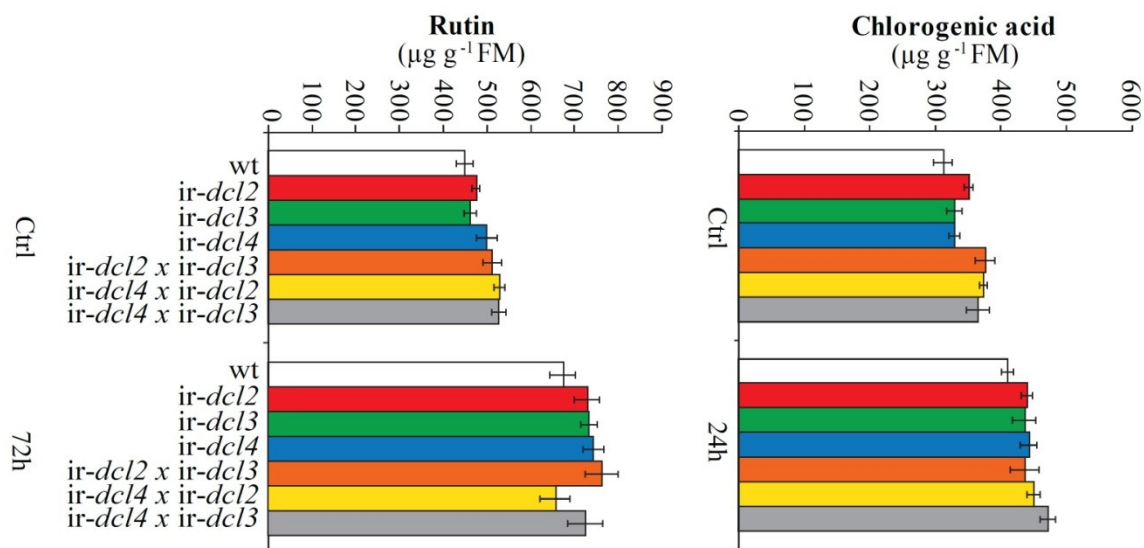 Rutin
(µg g⁻¹ FM)
0 100 200 300 400 500 600 700 800 900
Ctrl
wt
ir-dcl2
ir-dcl3
ir-dcl4
ir-dcl2 x ir-dcl3
ir-dcl4 x ir-dcl2
ir-dcl4 x ir-dcl3
72h
wt
ir-dcl2
ir-dcl3
ir-dcl4
ir-dcl2 x ir-dcl3
ir-dcl4 x ir-dcl2
ir-dcl4 x ir-dcl3
Chlorogenic acid
(µg g⁻¹ FM)
0 100 200 300 400 500 600
Ctrl
24h